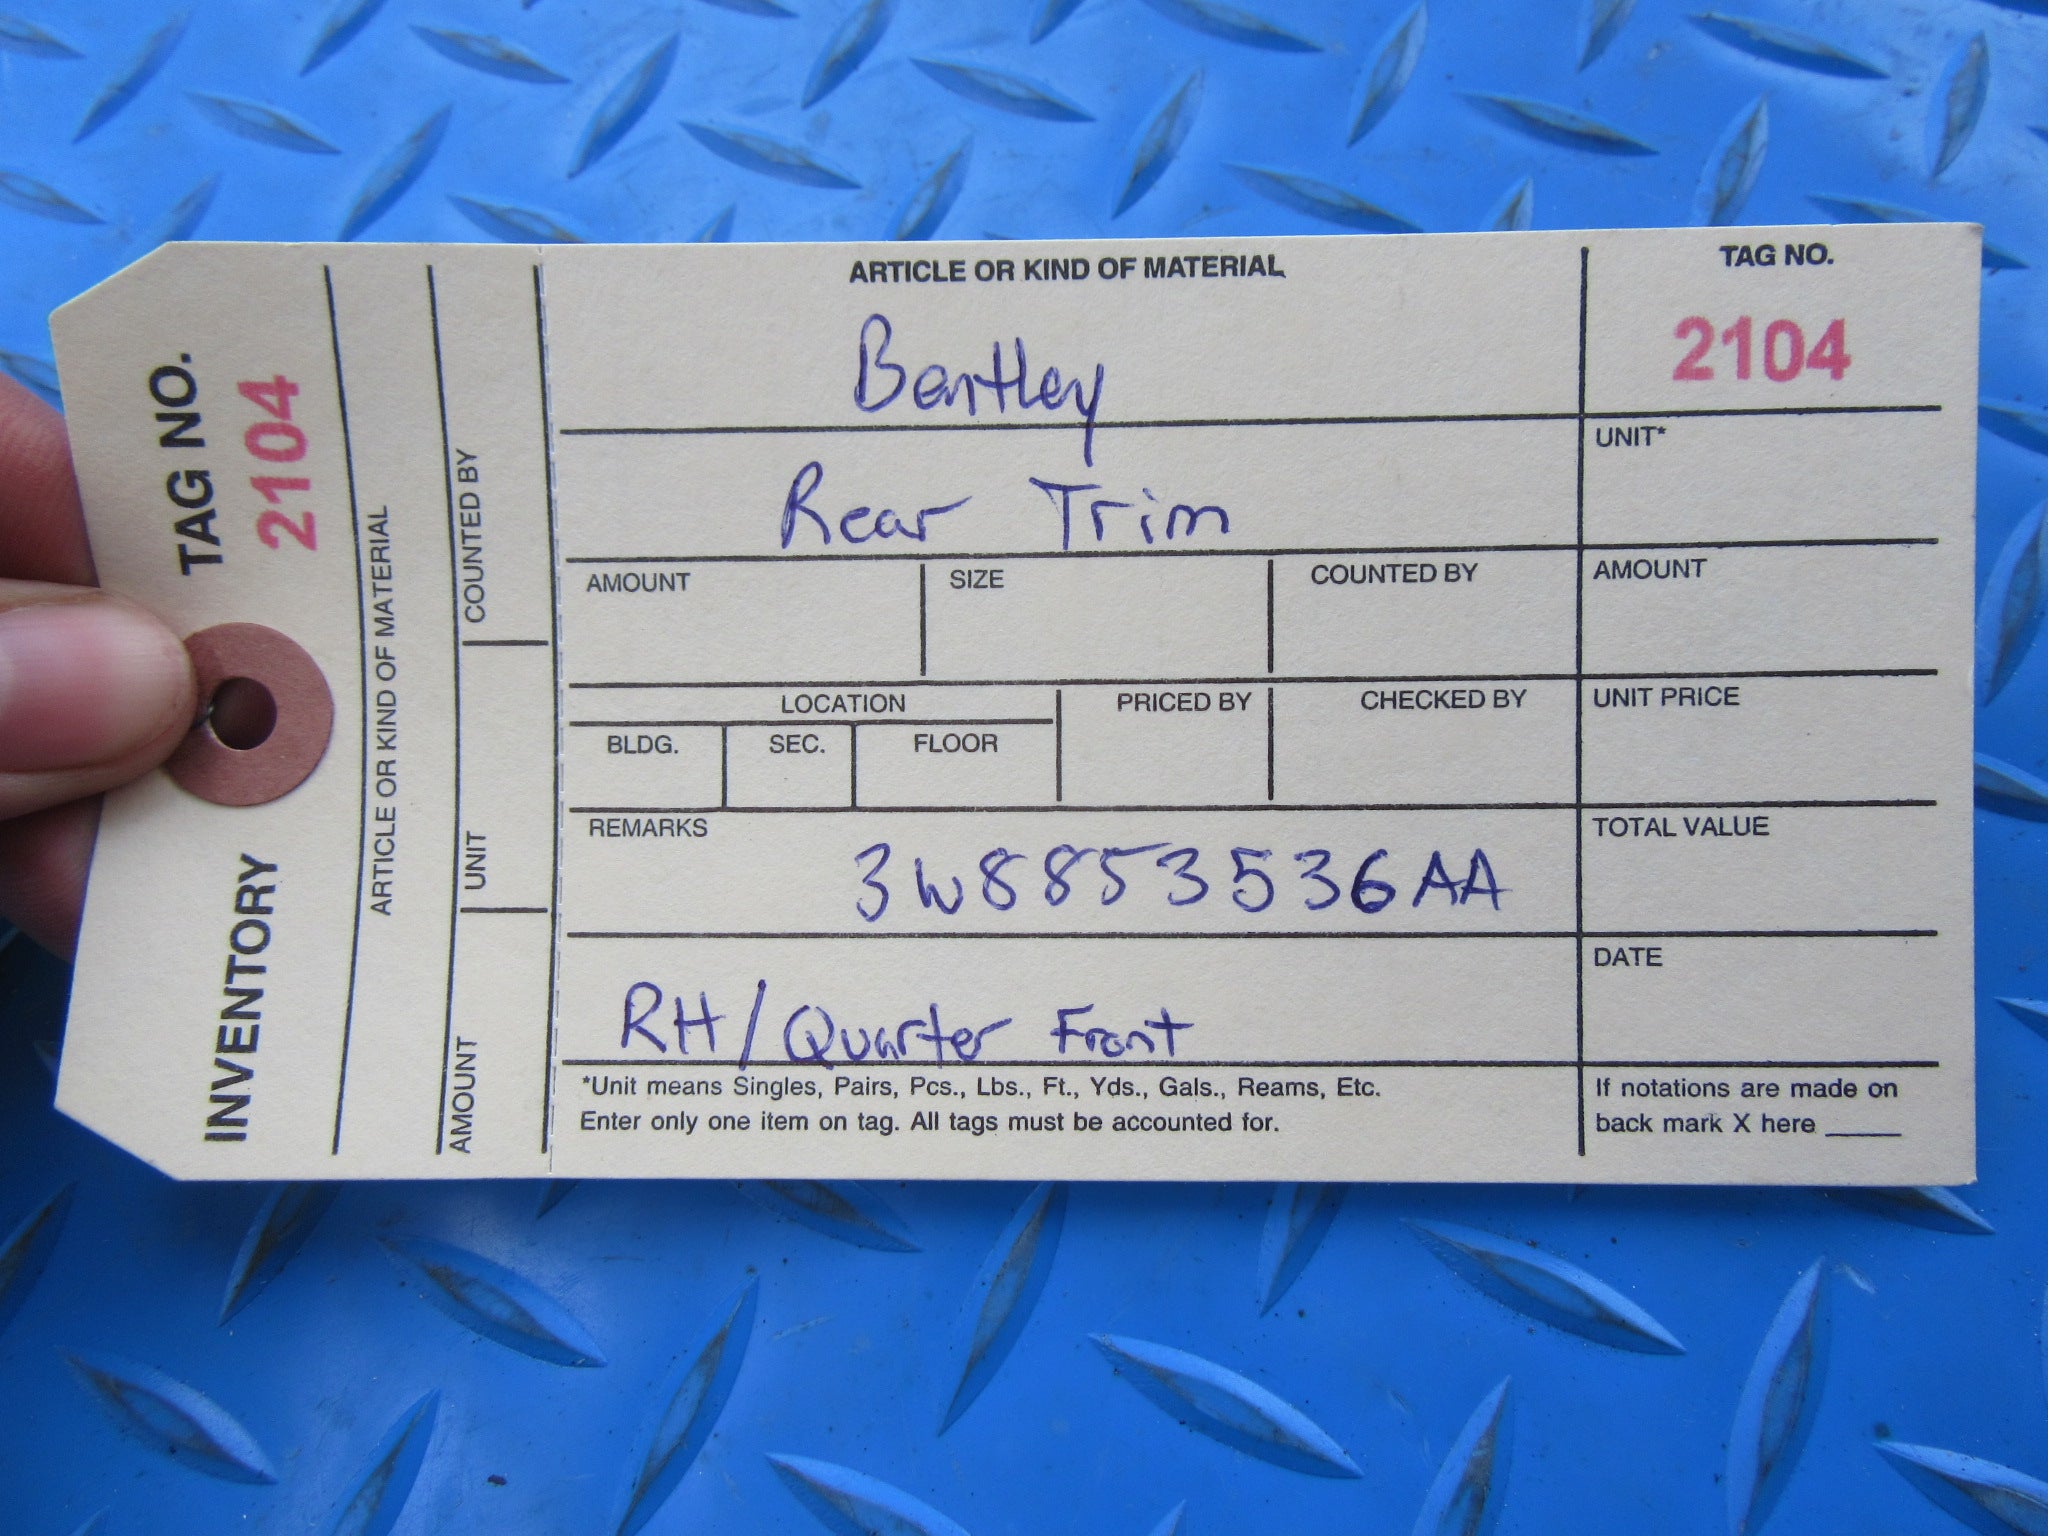 TAG NO.
2104
INVENTORY
ARTICLE OR KIND OF MATERIAL
COUNTED BY
UNIT
AMOUNT
ARTICLE OR KIND OF MATERIAL
Bentley
Rear Trim
TAG NO.
2104
UNIT*
AMOUNT
SIZE
COUNTED BY
AMOUNT
LOCATION
BLDG.
SEC.
FLOOR
PRICED BY
CHECKED BY
UNIT PRICE
REMARKS
3W8853536AA
TOTAL VALUE
RH/Quarter Front
DATE
*Unit means Singles, Pairs, Pcs., Lbs., Ft., Yds., Gals., Reams, Etc.
Enter only one item on tag. All tags must be accounted for.
If notations are made on
back mark X here _____